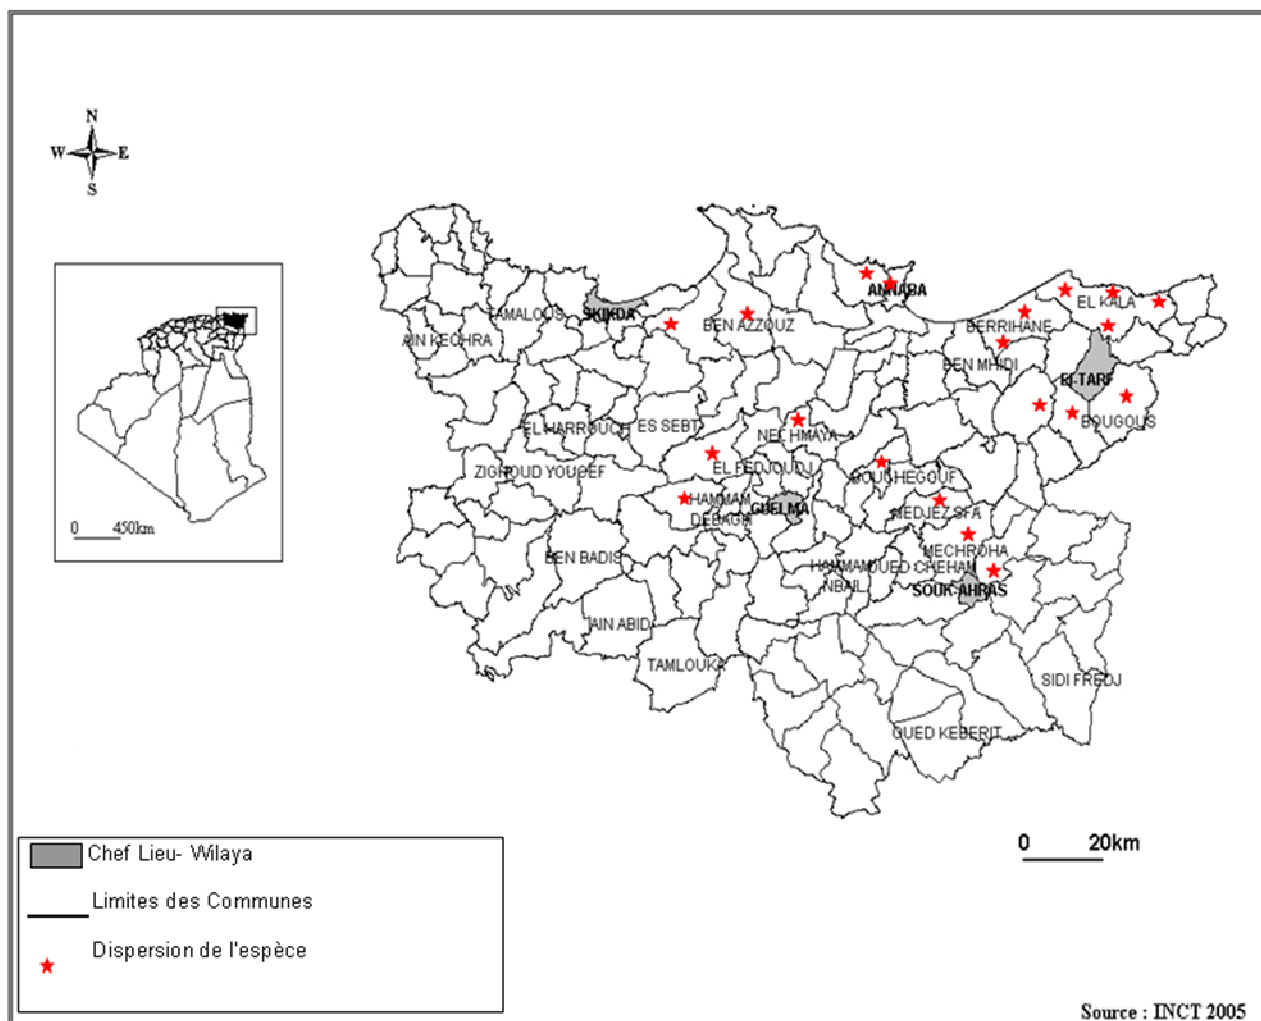 N
W E
S
0 450km
TAMALOUS
SKIKDA
AIN KECHRA
BEN AZZOUZ
ANNABA
EL KALA
BERRIHANE
BEN MHIDI
El-TARF
BOUGOUS
EL HARROUCH
ES SEBT
NECHMAYA
ZIGHOUD YOUCEF
EL FEDJOUDJ
BOUCHEGOUF
HAMMAM
DEBAGH
GUELMA
MEDJEZ SFA
MECHROHA
BEN BADIS
HAMMAM
NBAIL
OUED CHEHAM
SOUK-AHRAS
AIN ABID
TAMLOUKA
SIDI FREDJ
OUED KEBERIT
0 20km
Chef Lieu- Wilaya
Limites des Communes
Dispersion de l'espèce
Source : INCT 2005